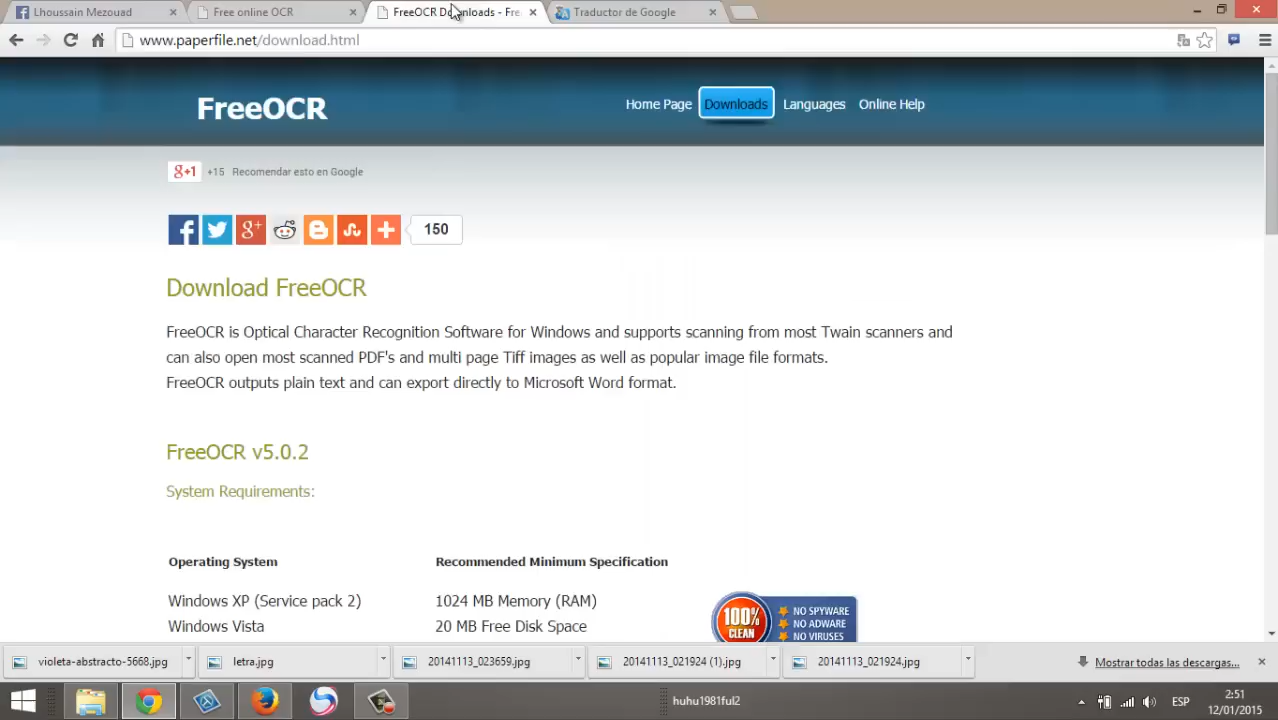 Lhoussain Mezouad
Free online OCR
FreeOCR Downloads - Fre
Traductor de Google
www.paperfile.net/download.html
FreeOCR
Home Page
Downloads
Languages
Online Help
g+1
+15
Recomendar esto en Google
150
Download FreeOCR
FreeOCR is Optical Character Recognition Software for Windows and supports scanning from most Twain scanners and
can also open most scanned PDF's and multi page Tiff images as well as popular image file formats.
FreeOCR outputs plain text and can export directly to Microsoft Word format.
FreeOCR v5.0.2
System Requirements:
Operating System
Recommended Minimum Specification
Windows XP (Service pack 2)
1024 MB Memory (RAM)
Windows Vista
20 MB Free Disk Space
100%
CLEAN
NO SPYWARE
NO ADWARE
NO VIRUSES
violeta-abstracto-5668.jpg
letra.jpg
20141113_023659.jpg
20141113_021924 (1).jpg
20141113_021924.jpg
Mostrar todas las descargas...
huhu1981ful2
ESP
2:51
12/01/2015